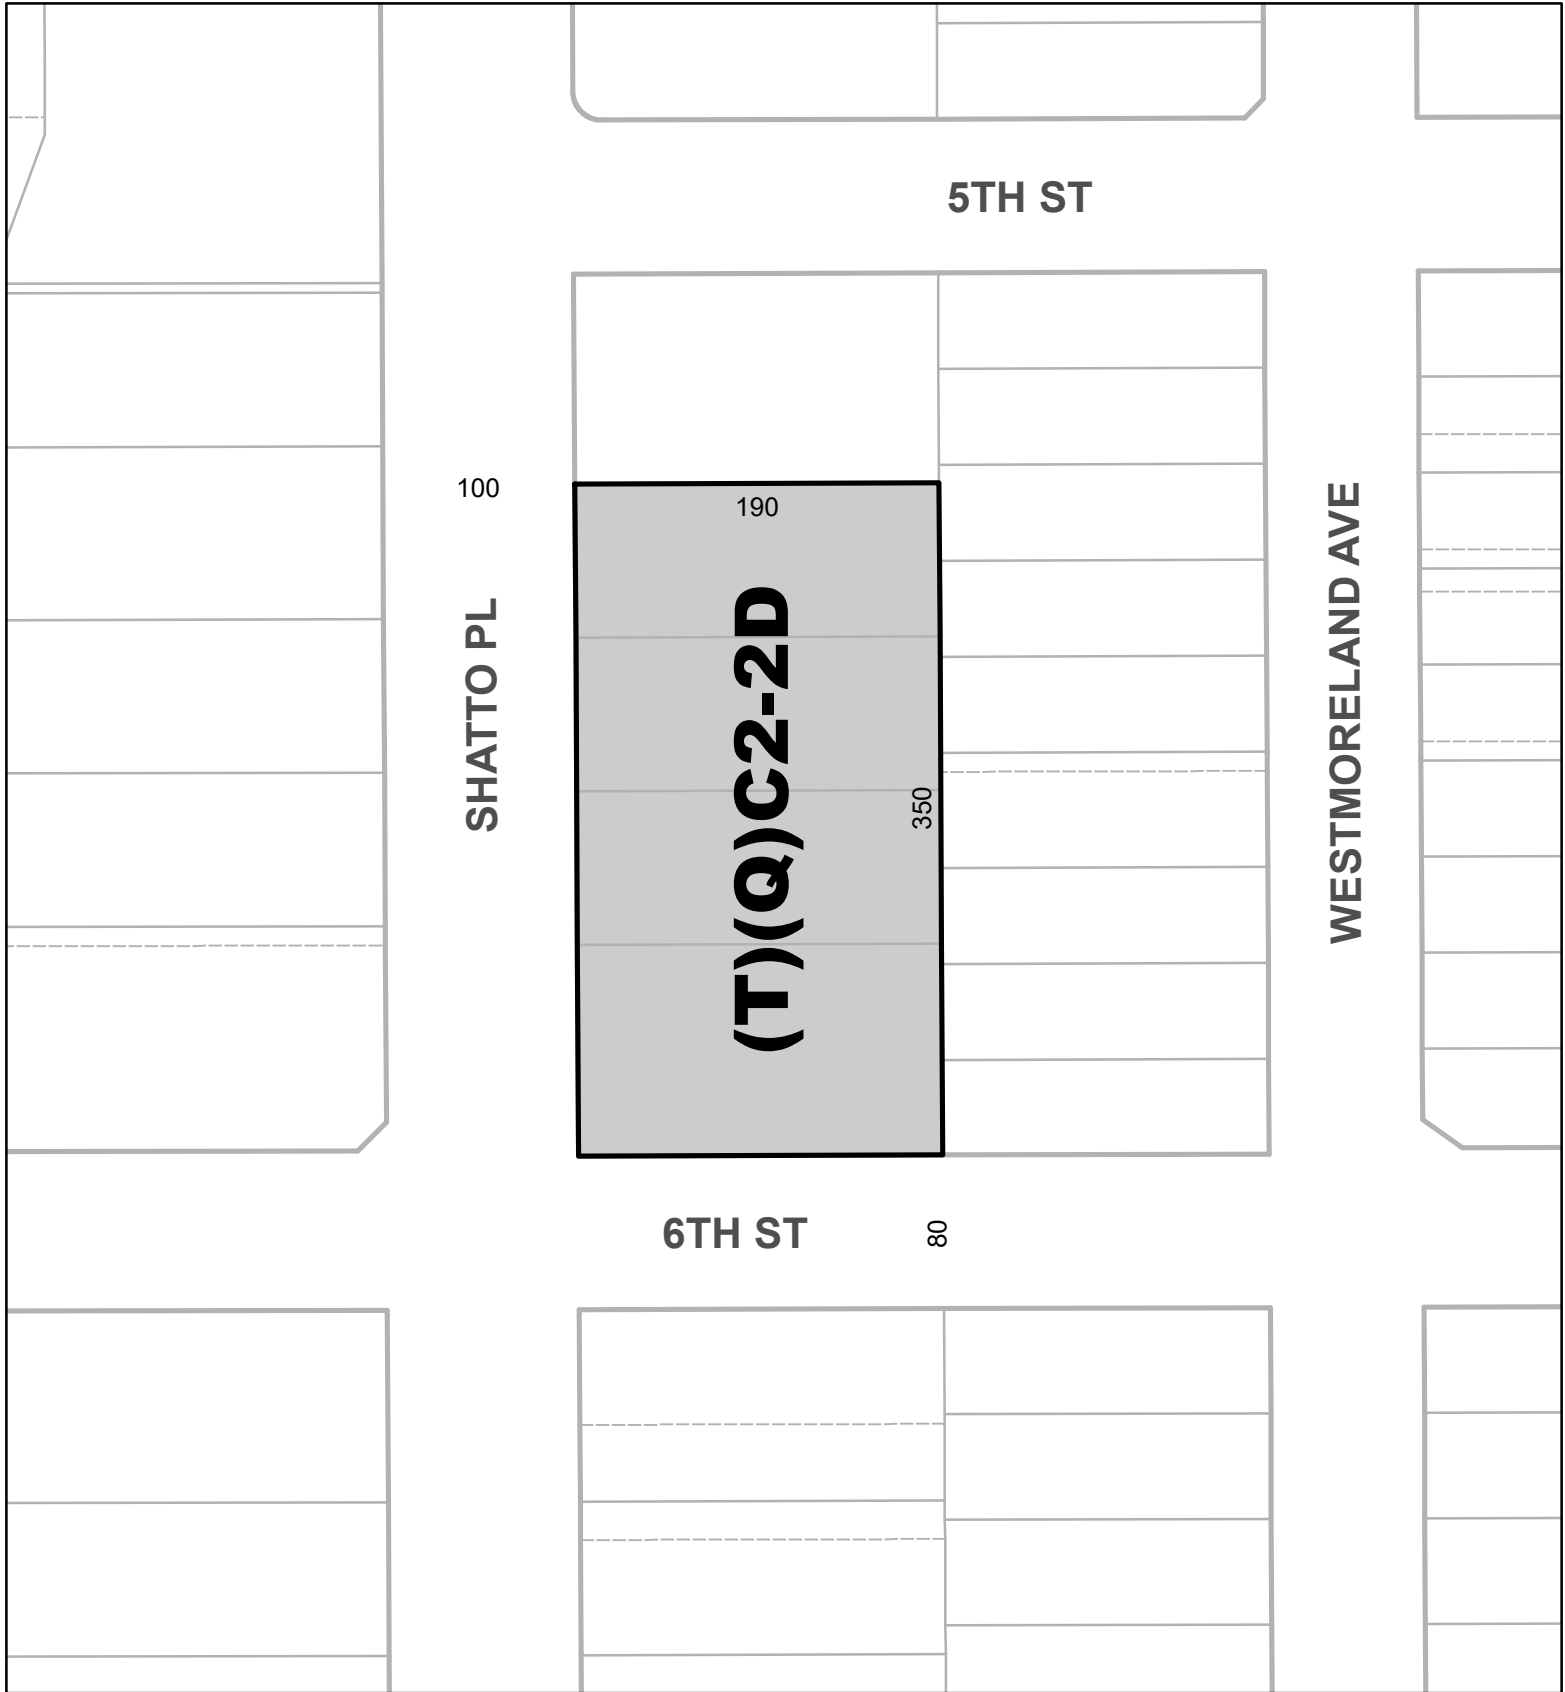 5TH ST
100
190
SHATTO PL
(T)(Q)C2-2D
350
WESTMORELAND AVE
6TH ST
80